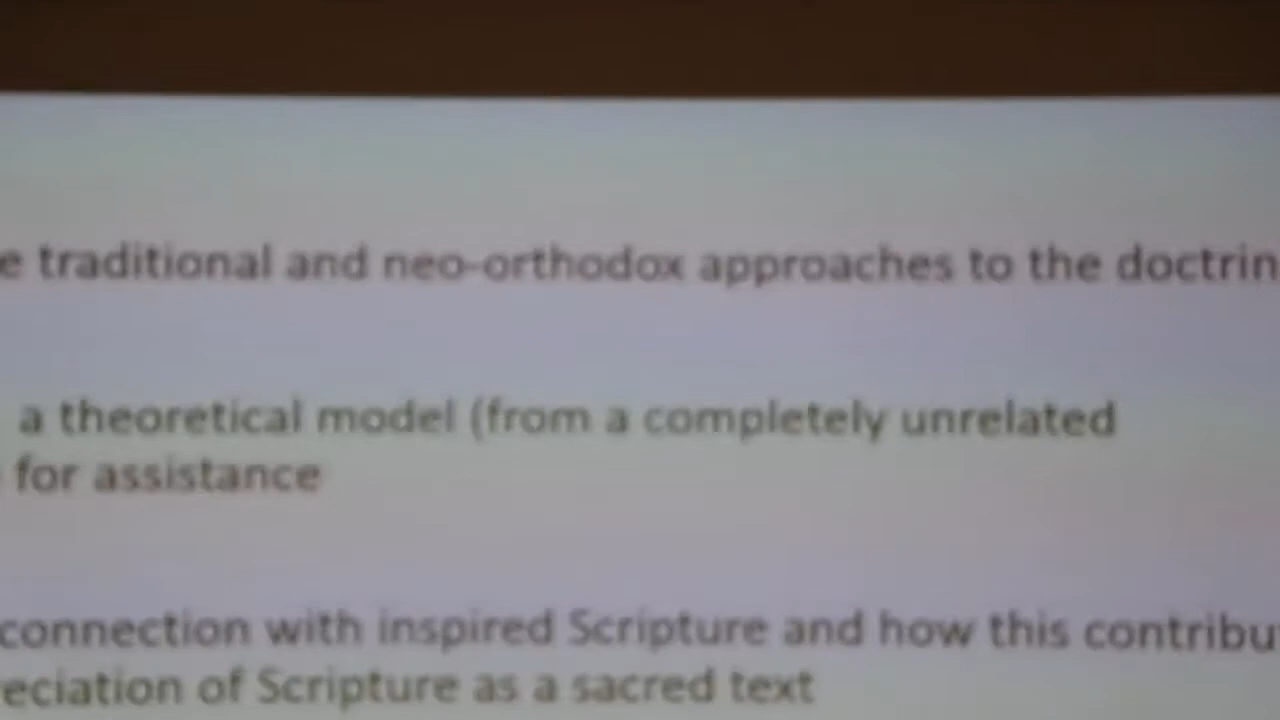 e traditional and neo-orthodox approaches to the doctrin
a theoretical model (from a completely unrelated
for assistance
connection with inspired Scripture and how this contribu
eciation of Scripture as a sacred text